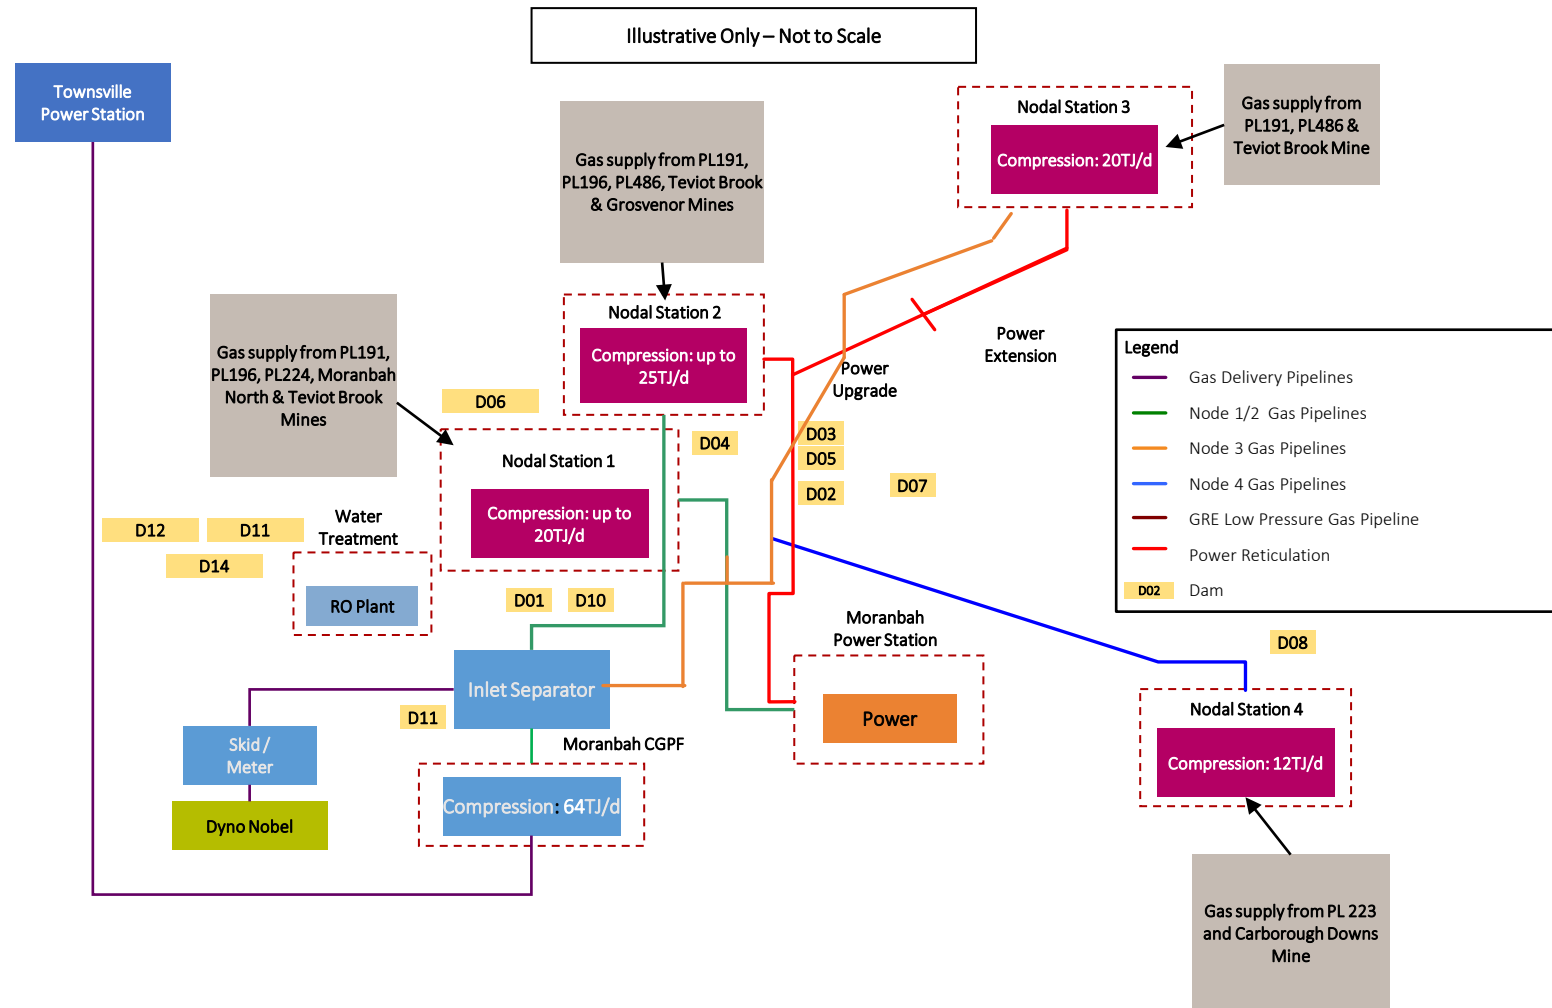 Illustrative Only – Not to Scale
Townsville
Power Station
Gas supply from PL191,
PL196, PL486, Teviot Brook
& Grosvenor Mines
Nodal Station 3
Compression: 20TJ/d
Gas supply from
PL191, PL486 &
Teviot Brook Mine
Nodal Station 2
Compression: up to
25TJ/d
Gas supply from PL191,
PL196, PL224, Moranbah
North & Teviot Brook
Mines
Power
Extension
Power
Upgrade
Legend
Gas Delivery Pipelines
Node 1/2 Gas Pipelines
Node 3 Gas Pipelines
Node 4 Gas Pipelines
GRE Low Pressure Gas Pipeline
Power Reticulation
D02 Dam
D06
D04
D03
D05
D02
D07
Nodal Station 1
Compression: up to
20TJ/d
D12
D11
D14
Water
Treatment
RO Plant
D01
D10
Moranbah
Power Station
Power
D08
Inlet Separator
D11
Skid /
Meter
Dyno Nobel
Moranbah CGPF
Compression: 64TJ/d
Nodal Station 4
Compression: 12TJ/d
Gas supply from PL 223
and Carborough Downs
Mine